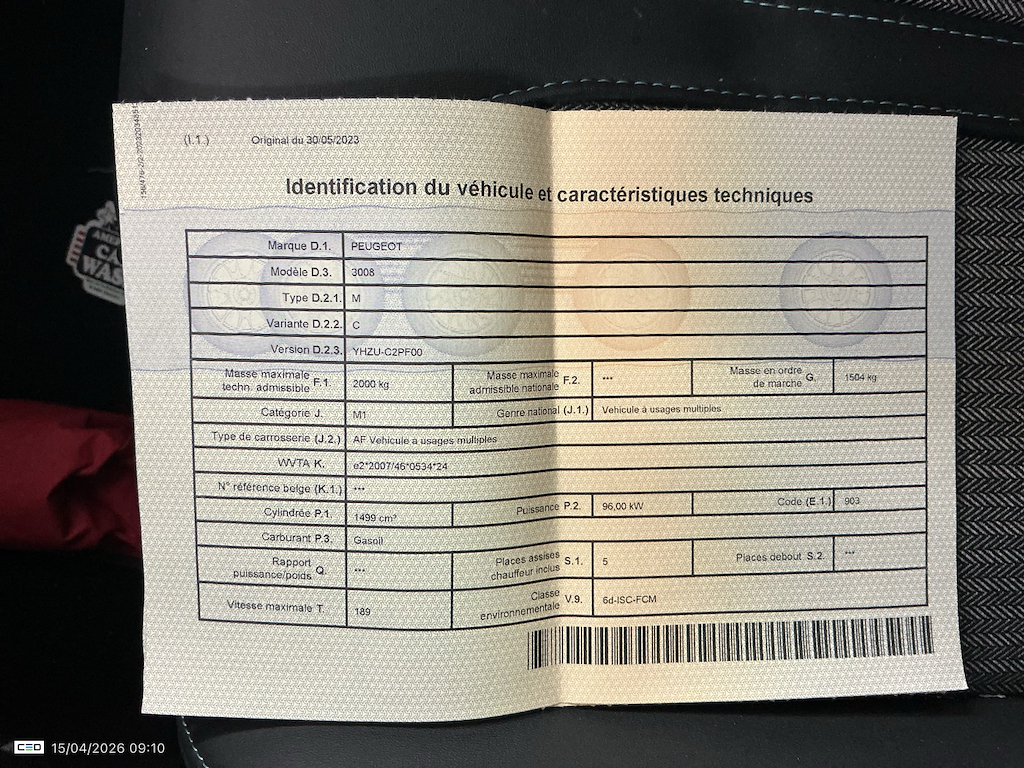 (I.1.) Original du 30/05/2023
Identification du véhicule et caractéristiques techniques
Marque D.1. PEUGEOT
Modèle D.3. 3008
Type D.2.1. M
Variante D.2.2. C
Version D.2.3. YHZU-C2PF00
Masse maximale techn. admissible F.1. 2000 kg Masse maximale admissible nationale F.2. *** Masse en ordre de marche G. 1504 kg
Catégorie J. M1 Genre national (J.1.) Vehicule à usages multiples
Type de carrosserie (J.2.) AF Vehicule a usages multiples
WVTA K. e2*2007/46*0534*24
N° référence belge (K.1.) ***
Cylindrée P.1. 1499 cm³ Puissance P.2. 96,00 kW Code (E.1.) 903
Carburant P.3. Gasoil
Rapport puissance/poids Q. *** Places assises chauffeur inclus S.1. 5 Places debout S.2. ***
Vitesse maximale T. 189 Classe environnementale V.9. 6d-ISC-FCM
CAR
WASH
CEO 15/04/2026 09:10